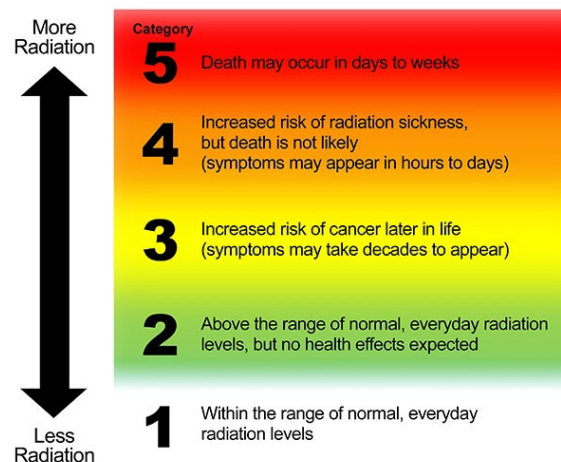 More
Radiation
Category
5
Death may occur in days to weeks
4
Increased risk of radiation sickness,
but death is not likely
(symptoms may appear in hours to days)
3
Increased risk of cancer later in life
(symptoms may take decades to appear)
2
Above the range of normal, everyday radiation
levels, but no health effects expected
1
Within the range of normal, everyday
radiation levels
Less
Radiation